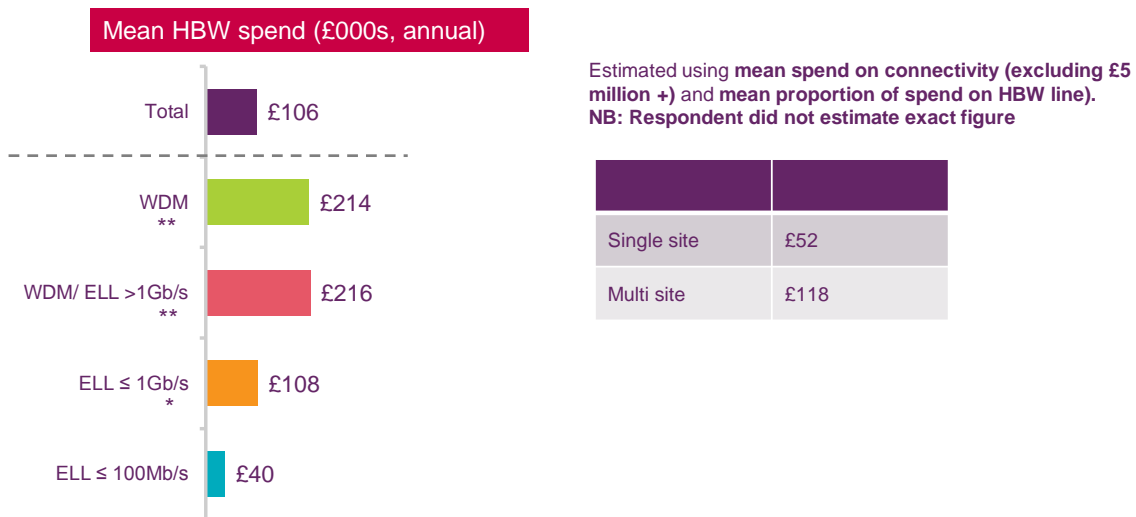 Mean HBW spend (£000s, annual)
Total
£106
WDM
**
£214
WDM/ ELL >1Gb/s
**
£216
ELL ≤ 1Gb/s
*
£108
ELL ≤ 100Mb/s
£40
Estimated using mean spend on connectivity (excluding £5
million +) and mean proportion of spend on HBW line).
NB: Respondent did not estimate exact figure
Single site £52
Multi site £118